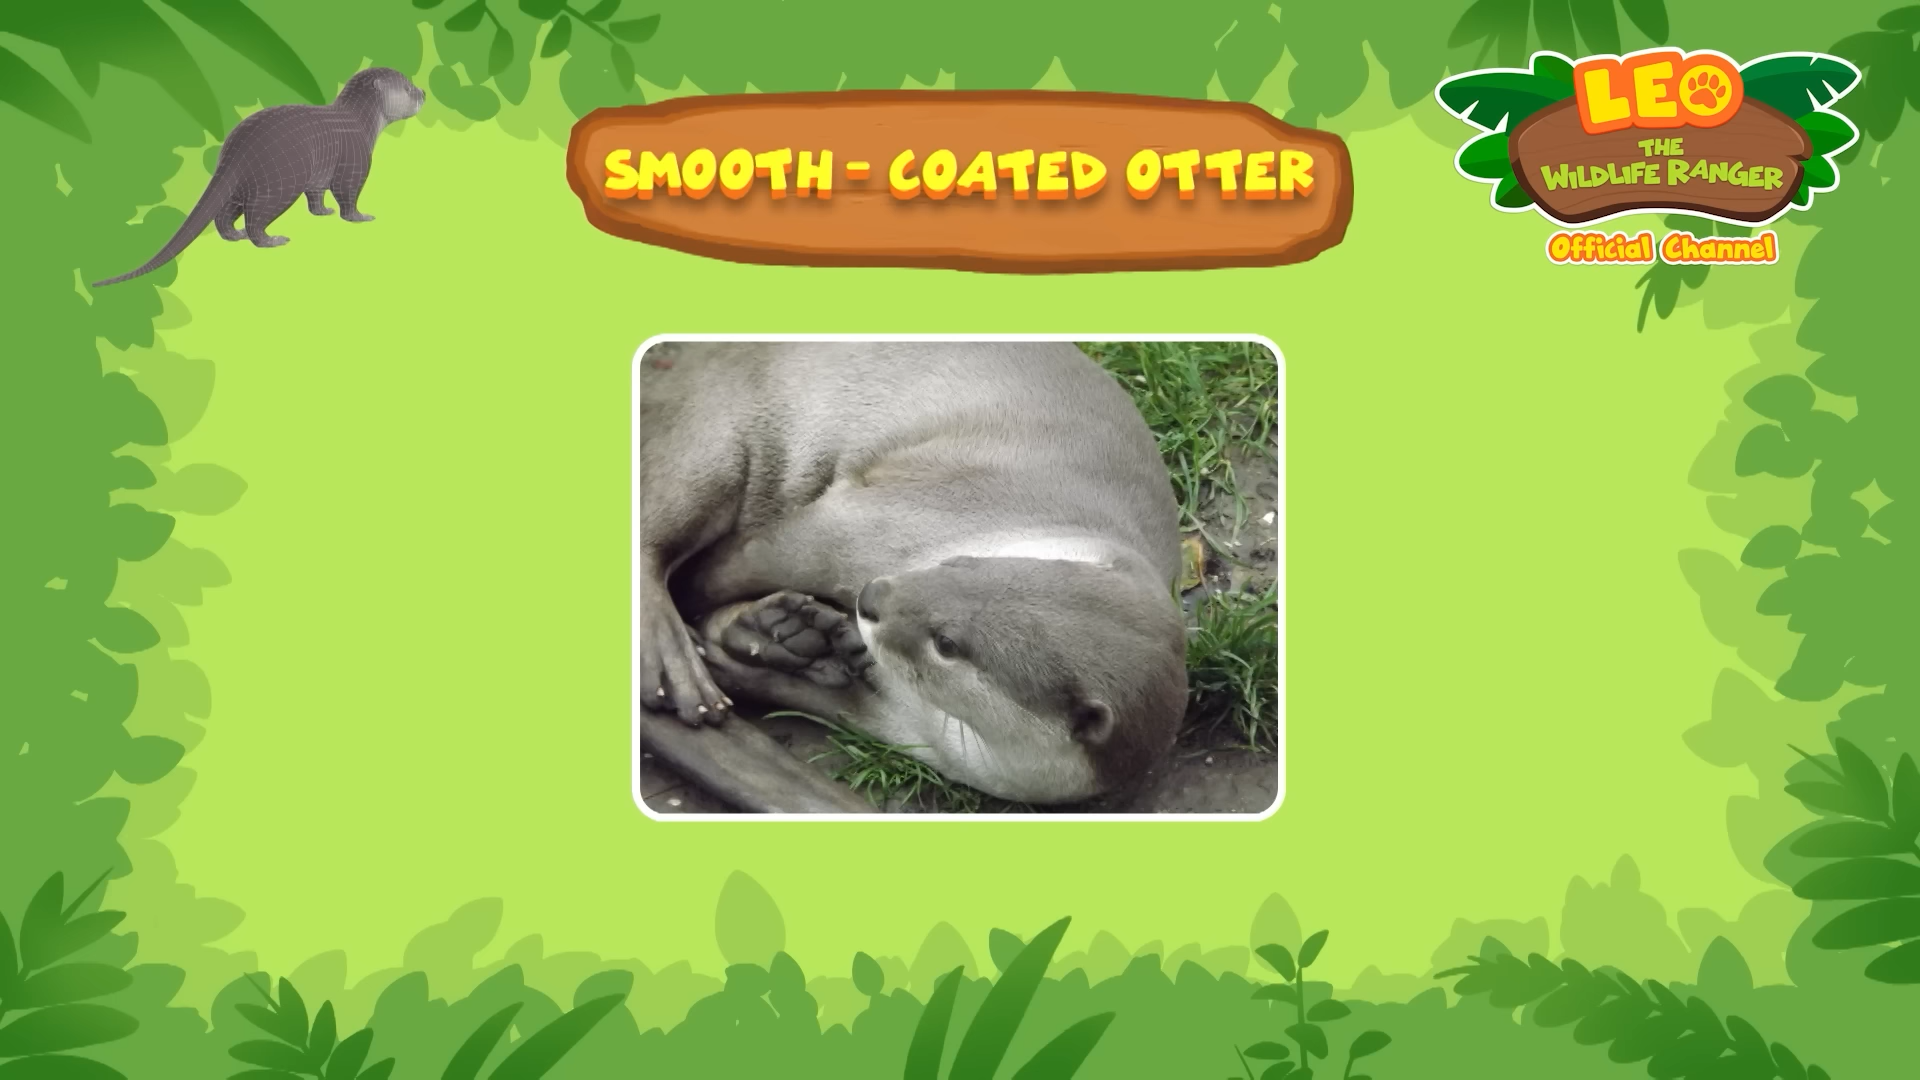 SMOOTH - COATED OTTER
LEO
THE
WILDLIFE RANGER
Official Channel